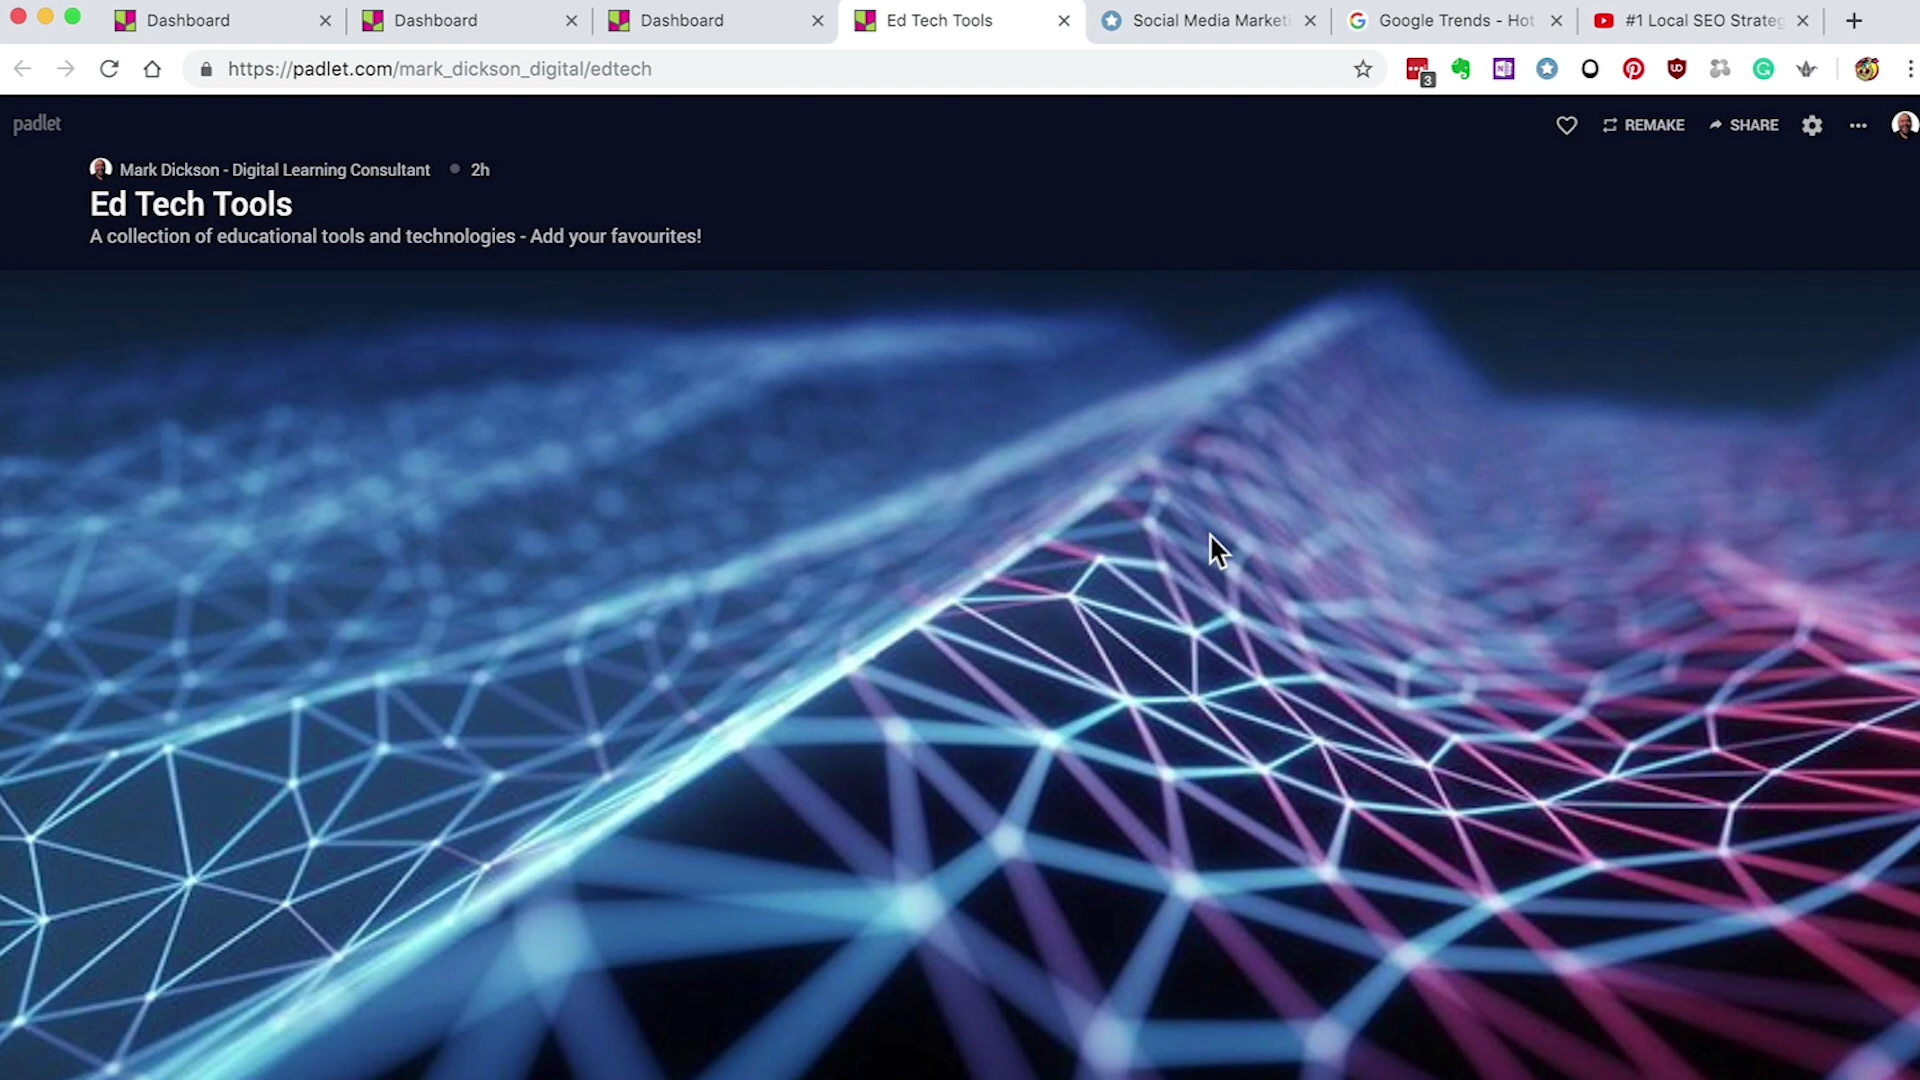 Dashboard
Dashboard
Dashboard
Ed Tech Tools
Social Media Marketi
Google Trends - Hot
#1 Local SEO Strateg
https://padlet.com/mark_dickson_digital/edtech
3
padlet
REMAKE
SHARE
Mark Dickson - Digital Learning Consultant
2h
Ed Tech Tools
A collection of educational tools and technologies - Add your favourites!